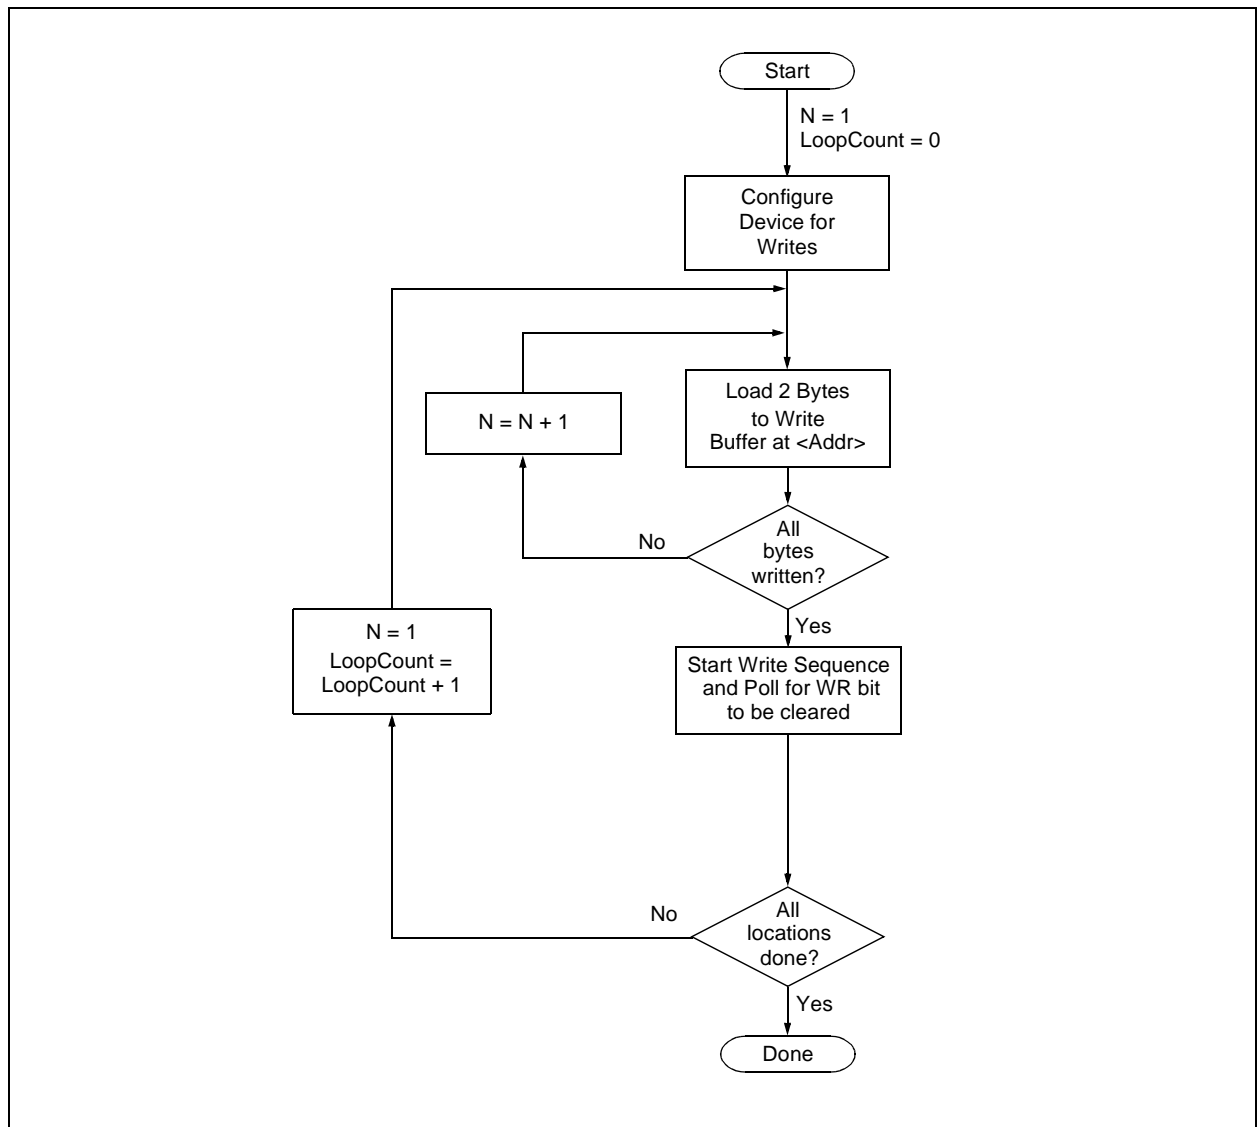 Start
N = 1
LoopCount = 0
Configure
Device for
Writes
Load 2 Bytes
to Write
Buffer at <Addr>
N = N + 1
All
bytes
written?
No
Yes
N = 1
LoopCount =
LoopCount + 1
Start Write Sequence
and Poll for WR bit
to be cleared
All
locations
done?
No
Yes
Done